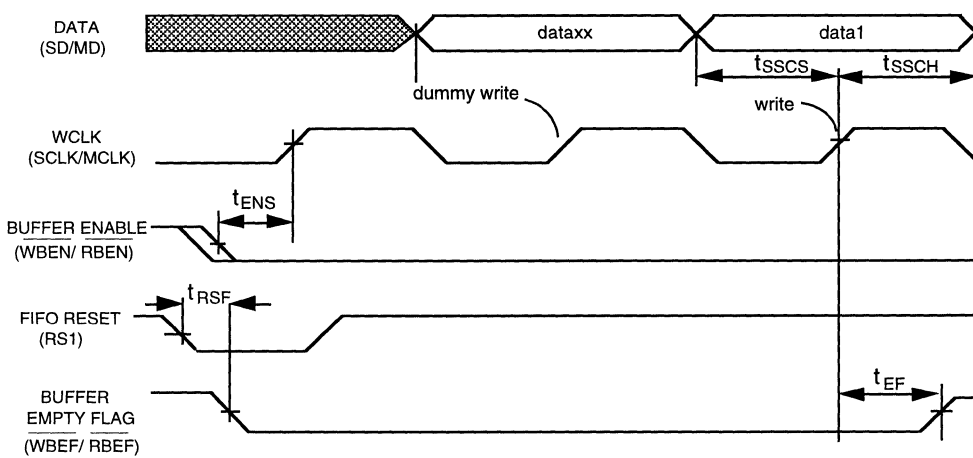 DATA
(SD/MD)
dataxx
data1
tSSCS
tSSCH
dummy write
write
WCLK
(SCLK/MCLK)
tENS
BUFFER ENABLE
(WBEN/ RBEN)
tRSF
FIFO RESET
(RS1)
BUFFER
EMPTY FLAG
(WBEF/ RBEF)
tEF